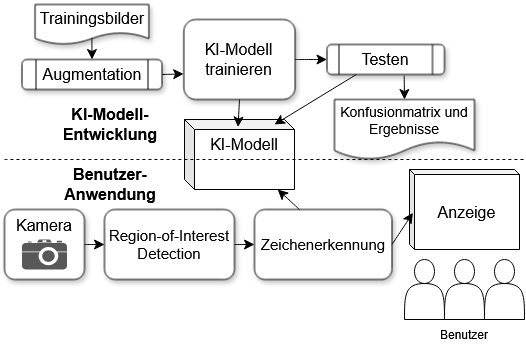 Trainingsbilder
Augmentation
KI-Modell
trainieren
Testen
KI-Modell-
Entwicklung
KI-Modell
Konfusionmatrix und
Ergebnisse
Benutzer-
Anwendung
Kamera
Region-of-Interest
Detection
Zeichenerkennung
Anzeige
Benutzer